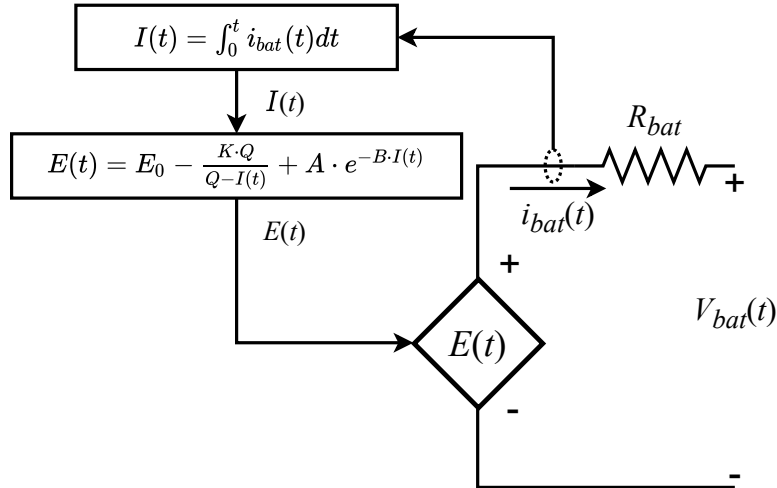 I(t) = ∫₀ᵗ i_bat(t)dt
I(t)
R_bat
E(t) = E₀ − K·Q/(Q−I(t)) + A · e^(−B·I(t))
+
i_bat(t)
E(t)
+
V_bat(t)
E(t)
-
-